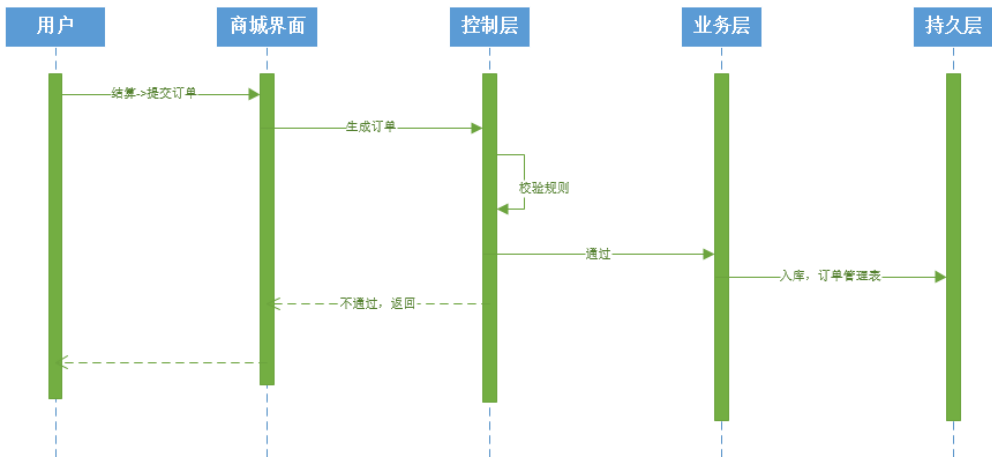 用户
商城界面
控制层
业务层
持久层
结算->提交订单
生成订单
校验规则
通过
入库，订单管理表
不通过，返回